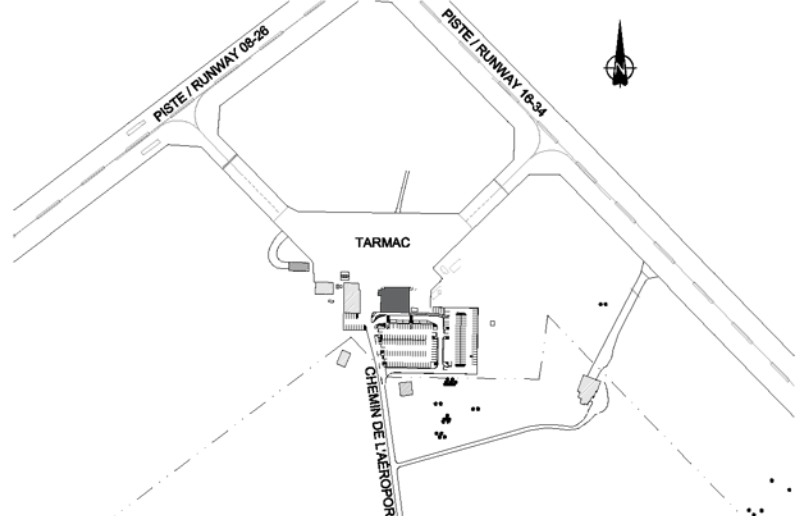 PISTE / RUNWAY 08-26
PISTE / RUNWAY 16-34
N
TARMAC
CHEMIN DE L'AÉROPOR